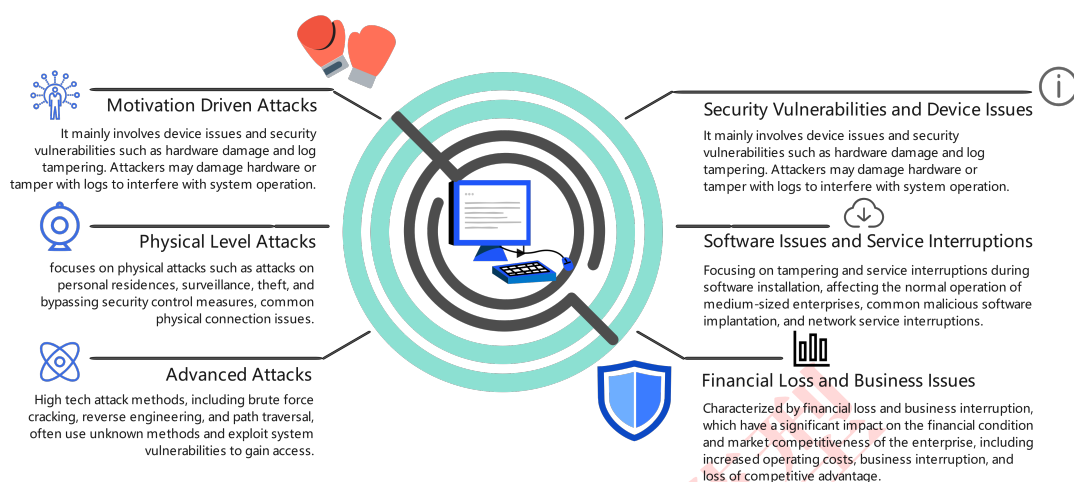 Motivation Driven Attacks
It mainly involves device issues and security
vulnerabilities such as hardware damage and log
tampering. Attackers may damage hardware or
tamper with logs to interfere with system operation.
Physical Level Attacks
focuses on physical attacks such as attacks on
personal residences, surveillance, theft, and
bypassing security control measures, common
physical connection issues.
Advanced Attacks
High tech attack methods, including brute force
cracking, reverse engineering, and path traversal,
often use unknown methods and exploit system
vulnerabilities to gain access.
Security Vulnerabilities and Device Issues
It mainly involves device issues and security
vulnerabilities such as hardware damage and log
tampering. Attackers may damage hardware or
tamper with logs to interfere with system operation.
Software Issues and Service Interruptions
Focusing on tampering and service interruptions during
software installation, affecting the normal operation of
medium-sized enterprises, common malicious software
implantation, and network service interruptions.
Financial Loss and Business Issues
Characterized by financial loss and business interruption,
which have a significant impact on the financial condition
and market competitiveness of the enterprise, including
increased operating costs, business interruption, and
loss of competitive advantage.